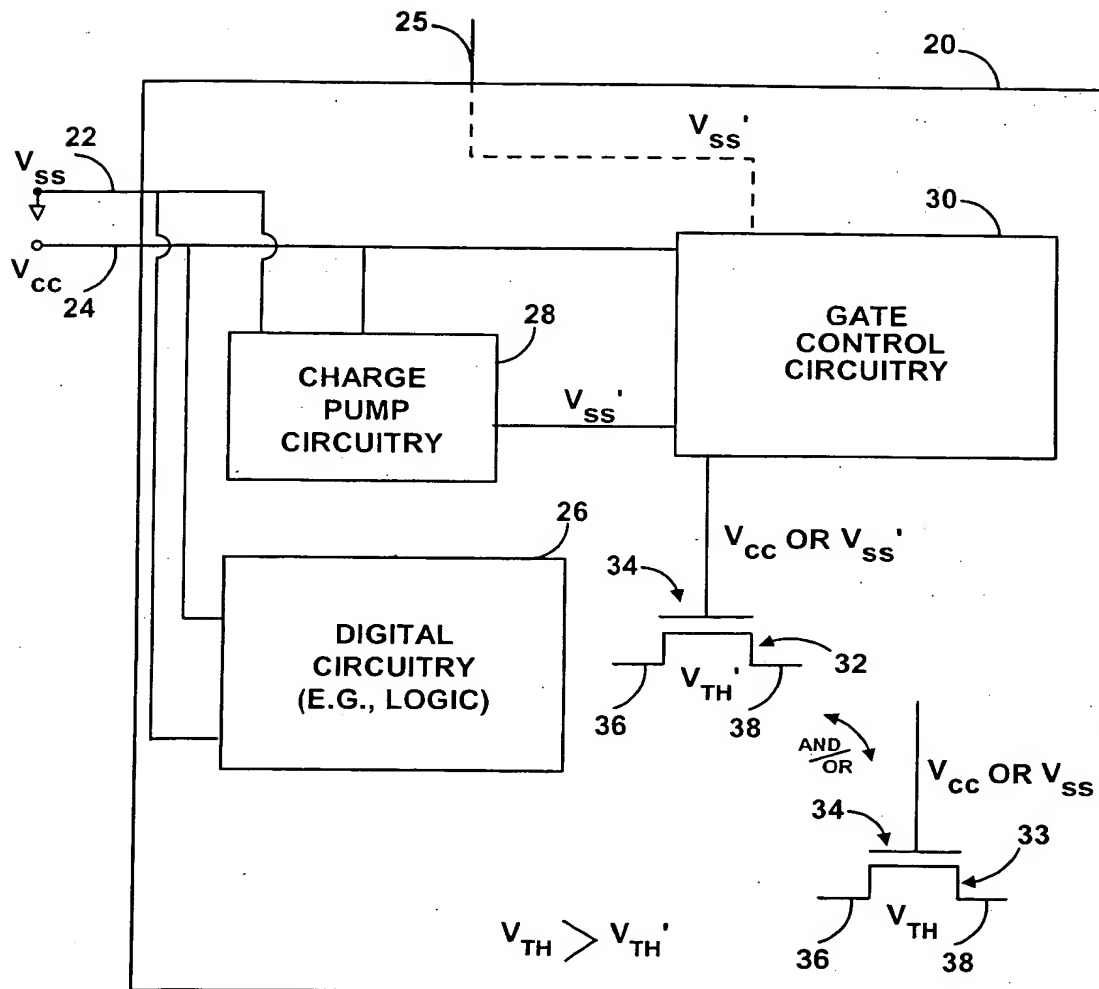 25
20
V_SS'
22
V_SS
30
V_CC
24
28
GATE
CONTROL
CIRCUITRY
CHARGE
PUMP
CIRCUITRY
V_SS'
26
V_CC OR V_SS'
34
DIGITAL
CIRCUITRY
(E.G., LOGIC)
32
V_TH'
36
38
AND/OR
V_CC OR V_SS
34
33
V_TH
36
38
V_TH > V_TH'